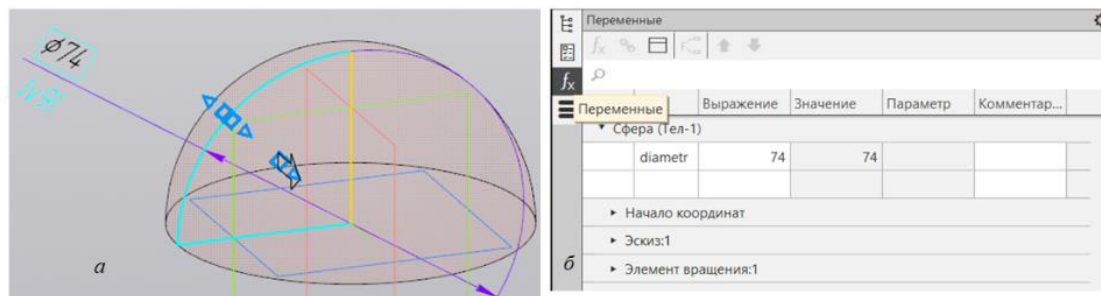 ⌀74
(v9)
а
Переменные
Переменные
Выражение Значение Параметр Комментар...
Сфера (Тел-1)
diametr 74 74
Начало координат
Эскиз:1
Элемент вращения:1
б